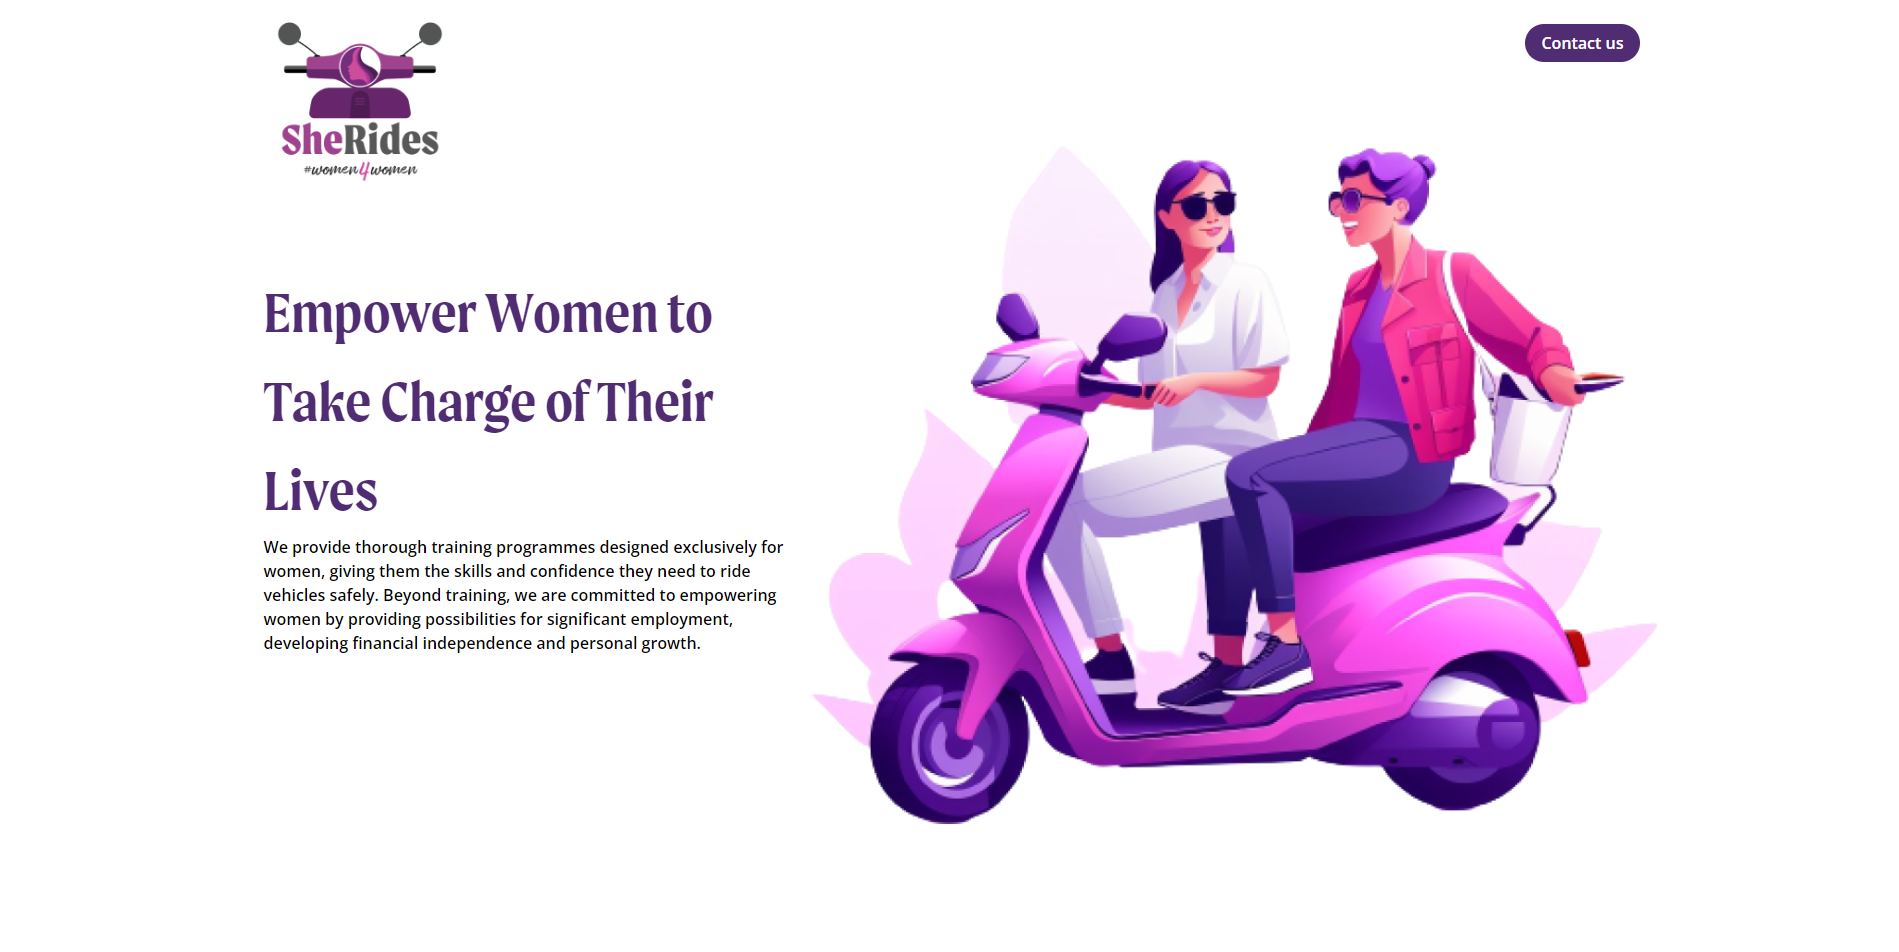 Contact us
SheRides
#women4women
Empower Women to
Take Charge of Their
Lives
We provide thorough training programmes designed exclusively for
women, giving them the skills and confidence they need to ride
vehicles safely. Beyond training, we are committed to empowering
women by providing possibilities for significant employment,
developing financial independence and personal growth.